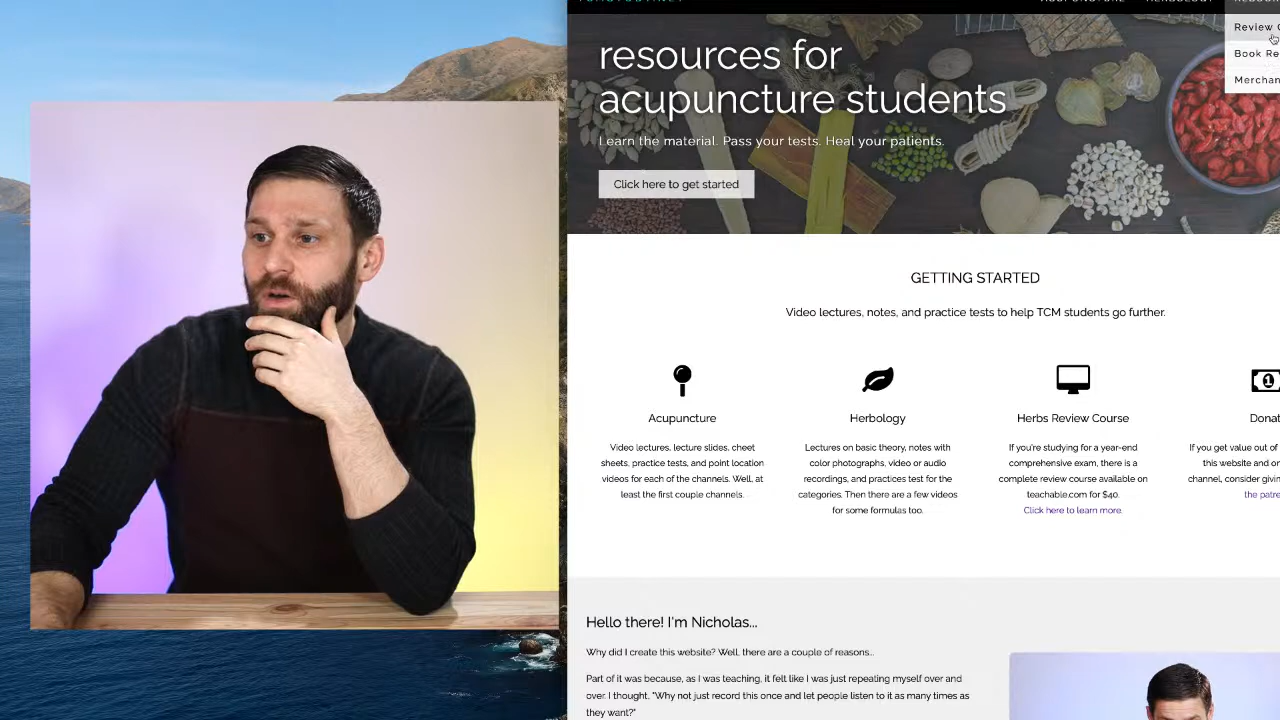 Review
Book Re
Merchan
resources for
acupuncture students
Learn the material. Pass your tests. Heal your patients.
Click here to get started
GETTING STARTED
Video lectures, notes, and practice tests to help TCM students go further.
Acupuncture
Herbology
Herbs Review Course
Donat
Video lectures, lecture slides, cheet
sheets, practice tests, and point location
videos for each of the channels. Well, at
least the first couple channels.
Lectures on basic theory, notes with
color photographs, video or audio
recordings, and practices test for the
categories. Then there are a few videos
for some formulas too.
If you're studying for a year-end
comprehensive exam, there is a
complete review course available on
teachable.com for $40.
Click here to learn more.
If you get value out of
this website and or
channel, consider givin
the patre
Hello there! I'm Nicholas...
Why did I create this website? Well, there are a couple of reasons...
Part of it was because, as I was teaching, it felt like I was just repeating myself over and
over. I thought, "Why not just record this once and let people listen to it as many times as
they want?"